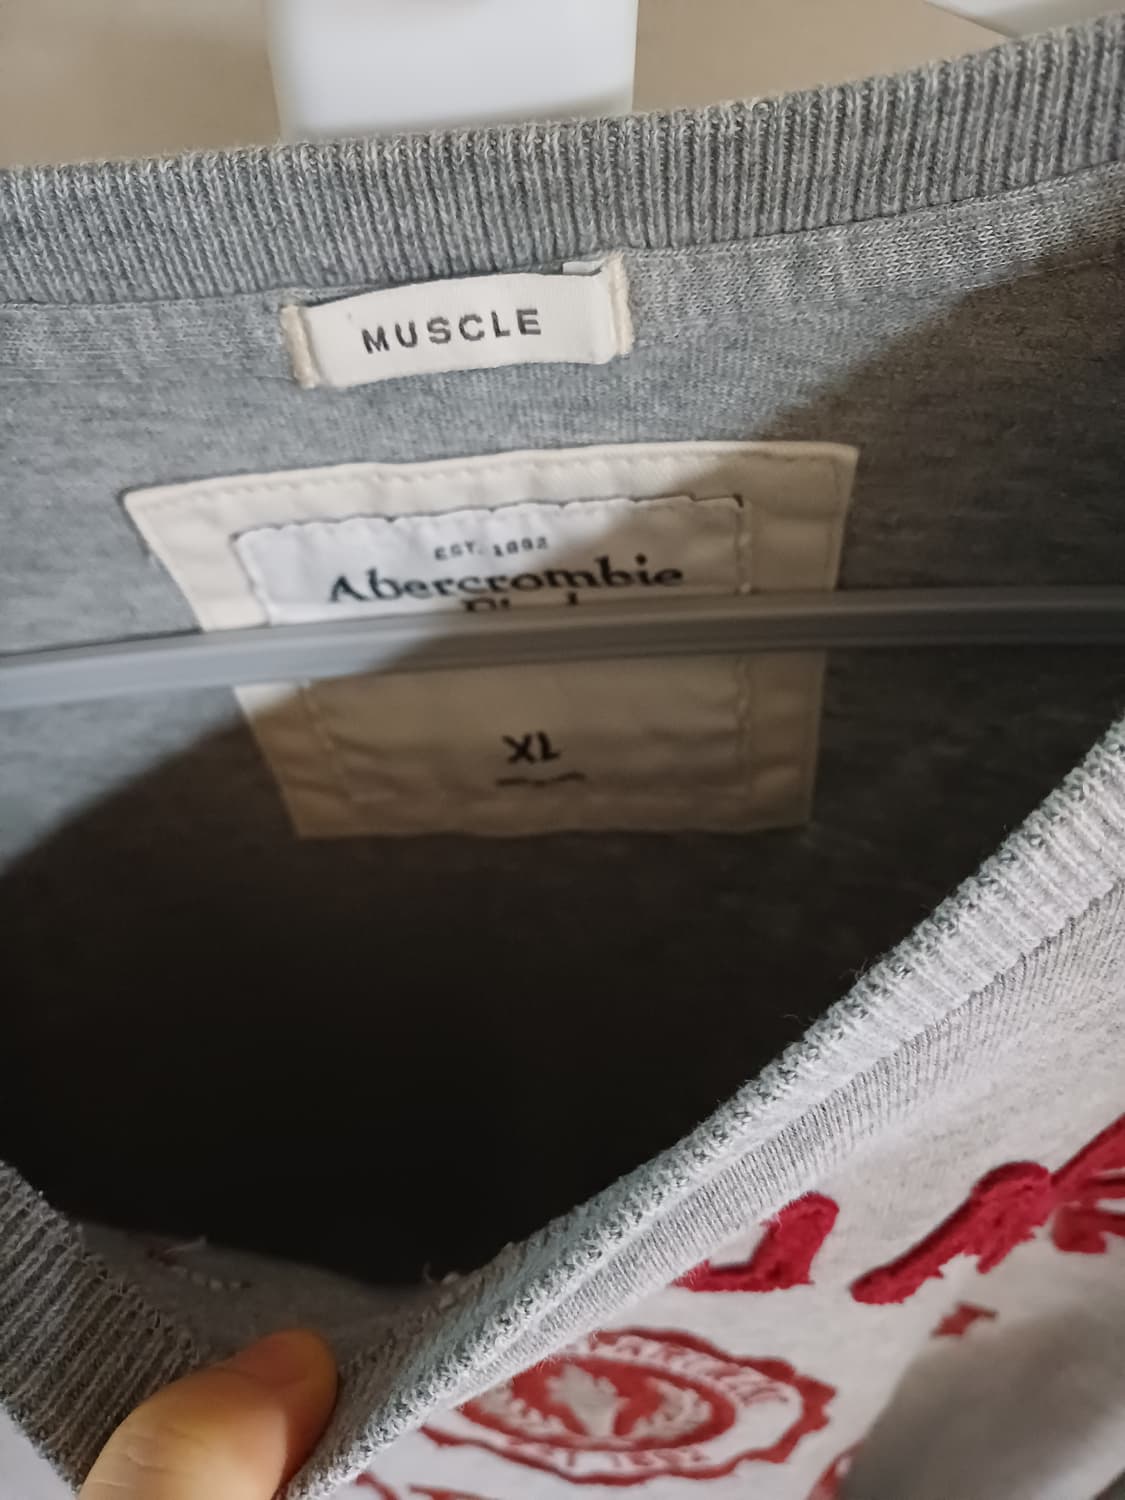 MUSCLE
EST. 1892
Abercrombie
XL